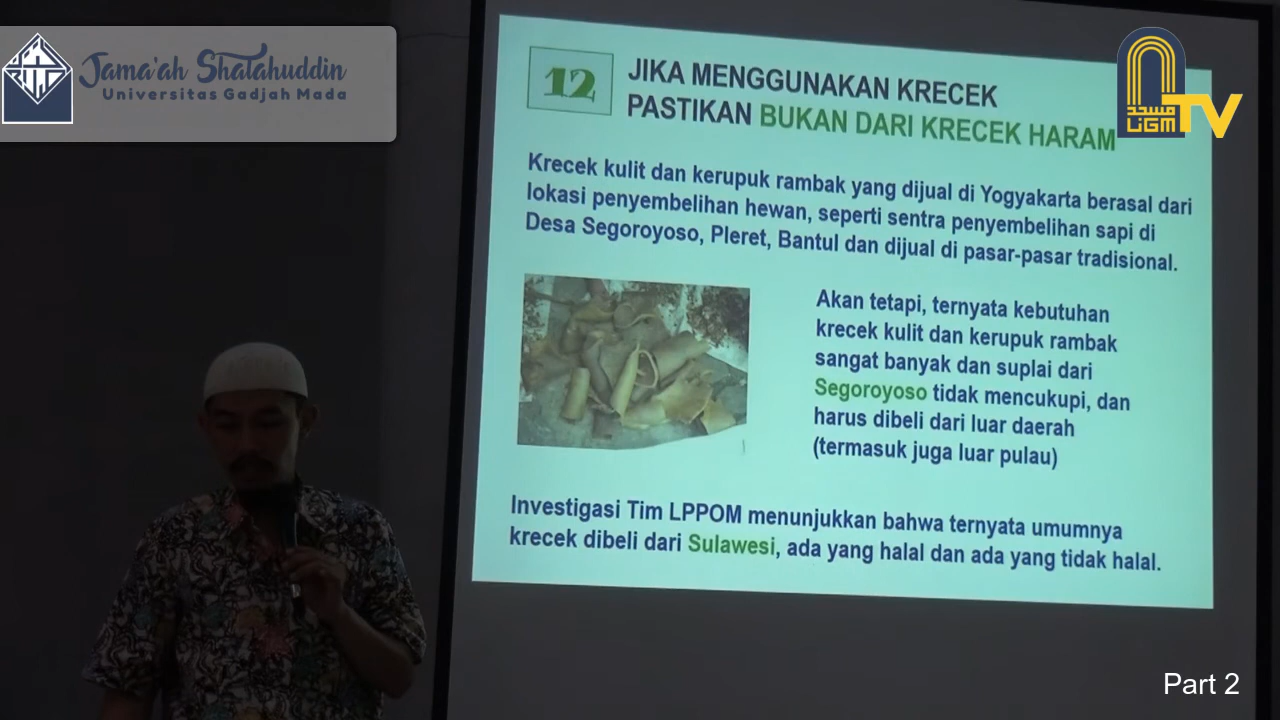 Jama'ah Shalahuddin
Universitas Gadjah Mada
مسجد
UGM
TV
12
JIKA MENGGUNAKAN KRECEK
PASTIKAN BUKAN DARI KRECEK HARAM
Krecek kulit dan kerupuk rambak yang dijual di Yogyakarta berasal dari
lokasi penyembelihan hewan, seperti sentra penyembelihan sapi di
Desa Segoroyoso, Pleret, Bantul dan dijual di pasar-pasar tradisional.
Akan tetapi, ternyata kebutuhan
krecek kulit dan kerupuk rambak
sangat banyak dan suplai dari
Segoroyoso tidak mencukupi, dan
harus dibeli dari luar daerah
(termasuk juga luar pulau)
Investigasi Tim LPPOM menunjukkan bahwa ternyata umumnya
krecek dibeli dari Sulawesi, ada yang halal dan ada yang tidak halal.
Part 2